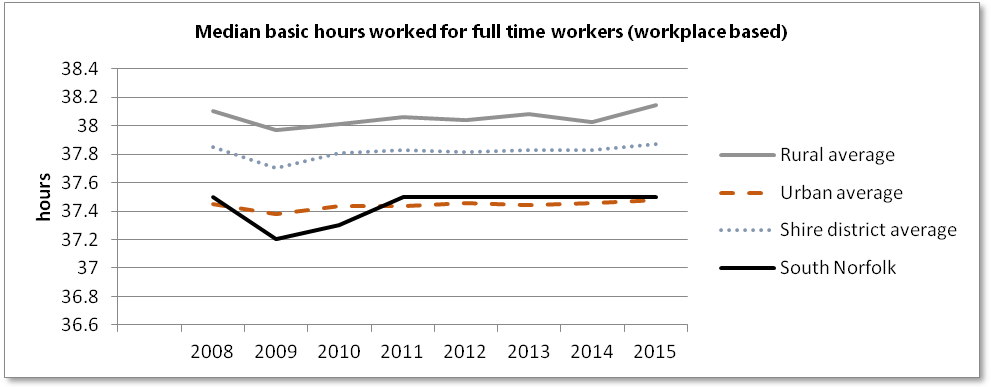 Median basic hours worked for full time workers (workplace based)
38.4
38.2
38
37.8
37.6
37.4
37.2
37
36.8
36.6
hours
2008 2009 2010 2011 2012 2013 2014 2015
Rural average
Urban average
Shire district average
South Norfolk